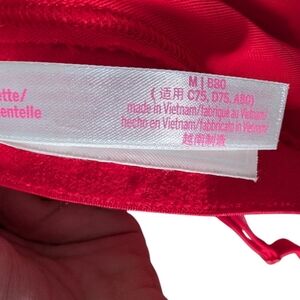 ette/
entelle
M | B80
( 适用 C75, D75, A80)
made in Vietnam/fabriqué au Vietnam/
hecho en Vietnam/fabbricato in Vietnam/
越南制造